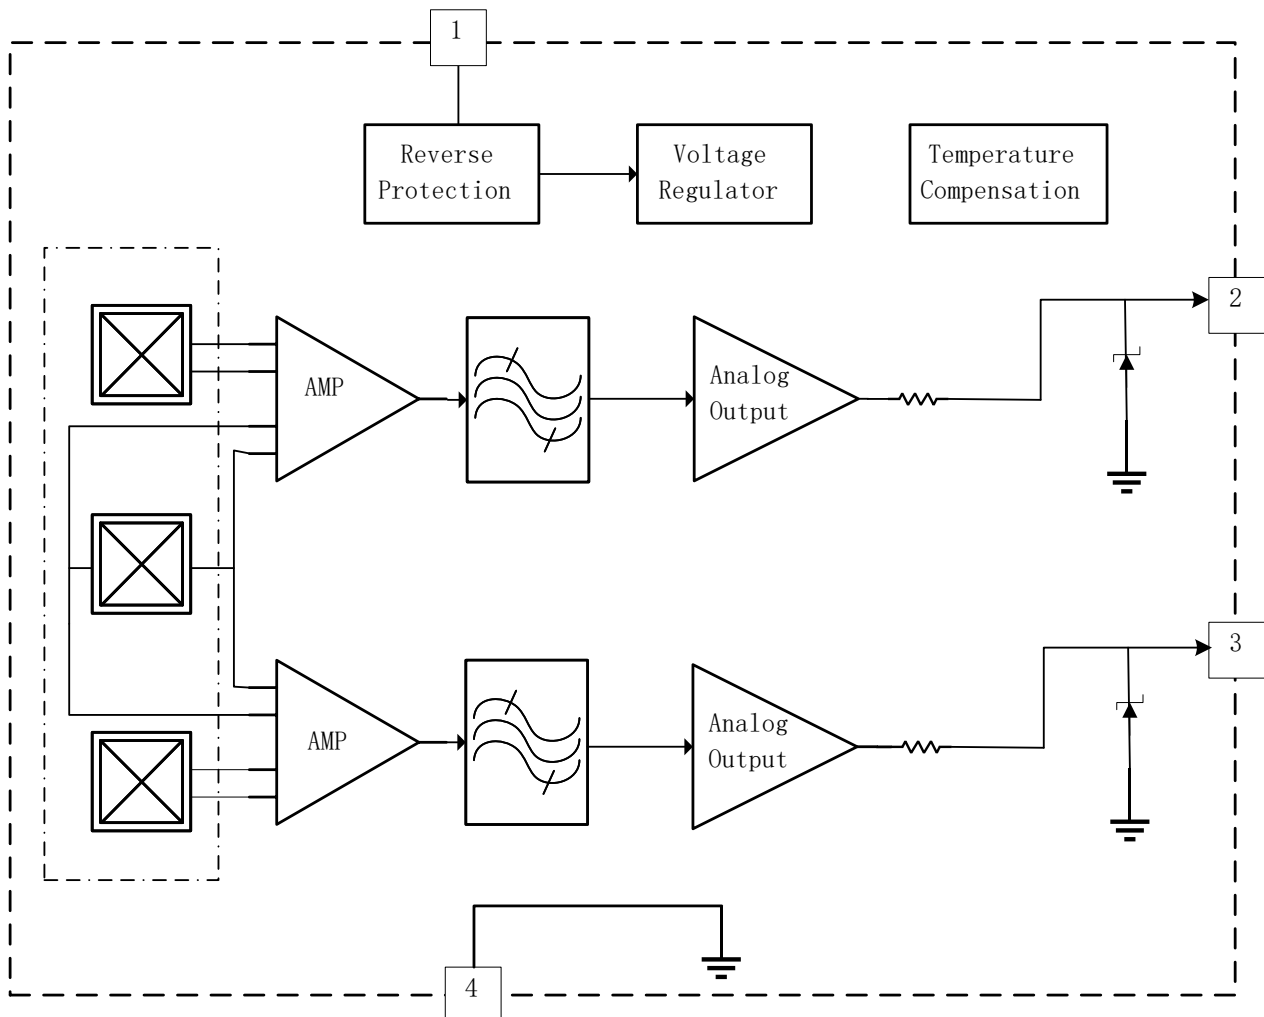 1
Reverse
Protection
Voltage
Regulator
Temperature
Compensation
2
AMP
Analog
Output
3
AMP
Analog
Output
4